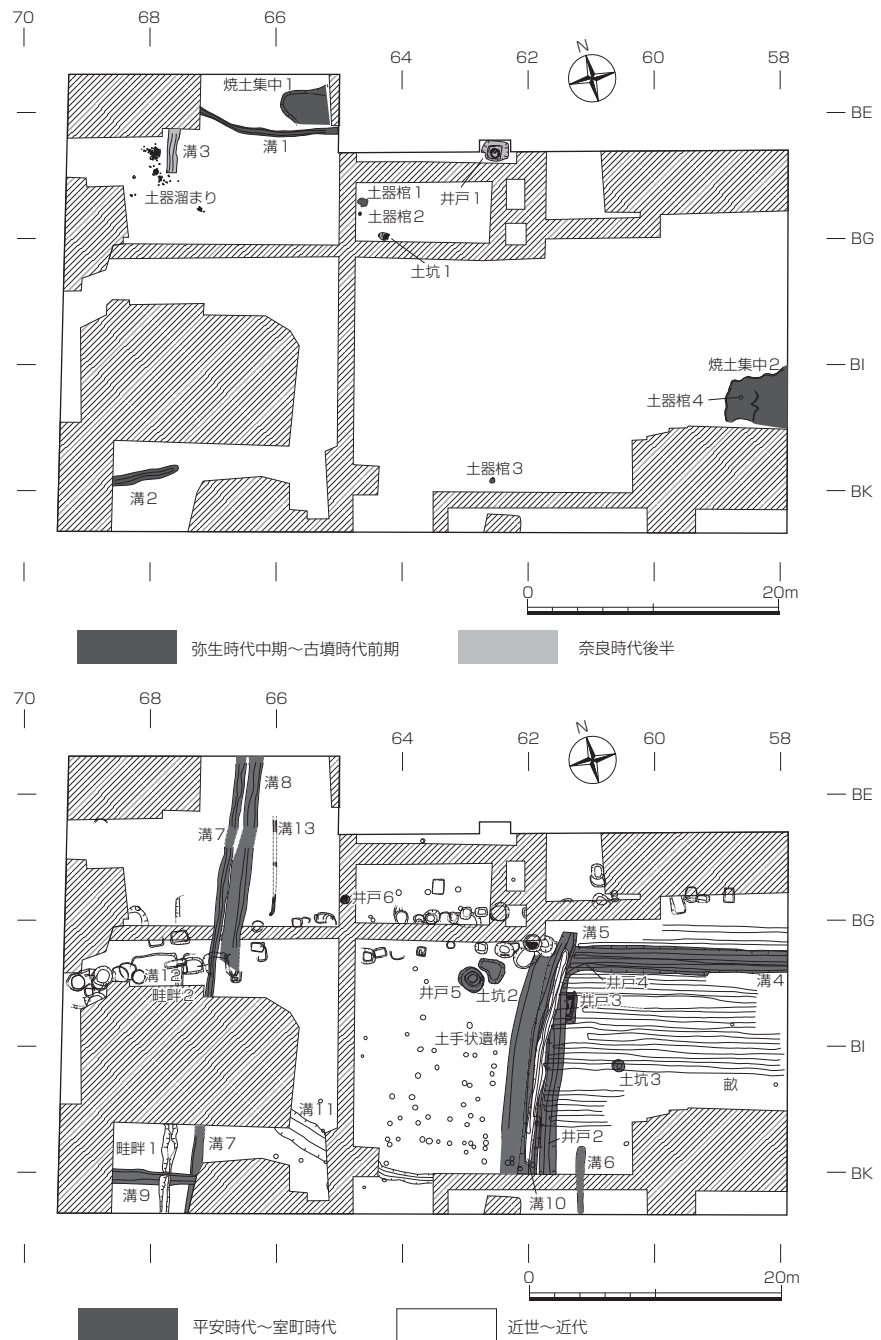 70 68 66
64 62 N 60 58
焼土集中1
BE
溝3 溝1
土器溜まり
土器棺1 井戸1
土器棺2
BG
土坑1
BI
焼土集中2
土器棺4
土器棺3
溝2
BK
0 20m
弥生時代中期～古墳時代前期 奈良時代後半
70 68 66
64 62 N 60 58
溝8
BE
溝7 溝13
井戸6
BG
溝5
溝12 井戸4 溝4
畦畔2 井戸5 土坑2 井戸3
土手状遺構
BI
土坑3
畝
溝11
畦畔1 溝7 井戸2
溝6
BK
溝9 溝10
0 20m
平安時代～室町時代 近世～近代